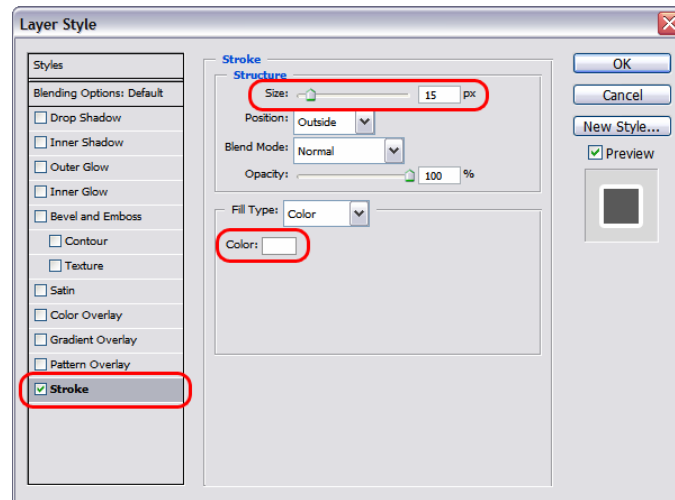 Layer Style
Styles
Blending Options: Default
Drop Shadow
Inner Shadow
Outer Glow
Inner Glow
Bevel and Emboss
Contour
Texture
Satin
Color Overlay
Gradient Overlay
Pattern Overlay
Stroke
Stroke
Structure
Size: 15 px
Position: Outside
Blend Mode: Normal
Opacity: 100 %
Fill Type: Color
Color:
OK
Cancel
New Style...
Preview